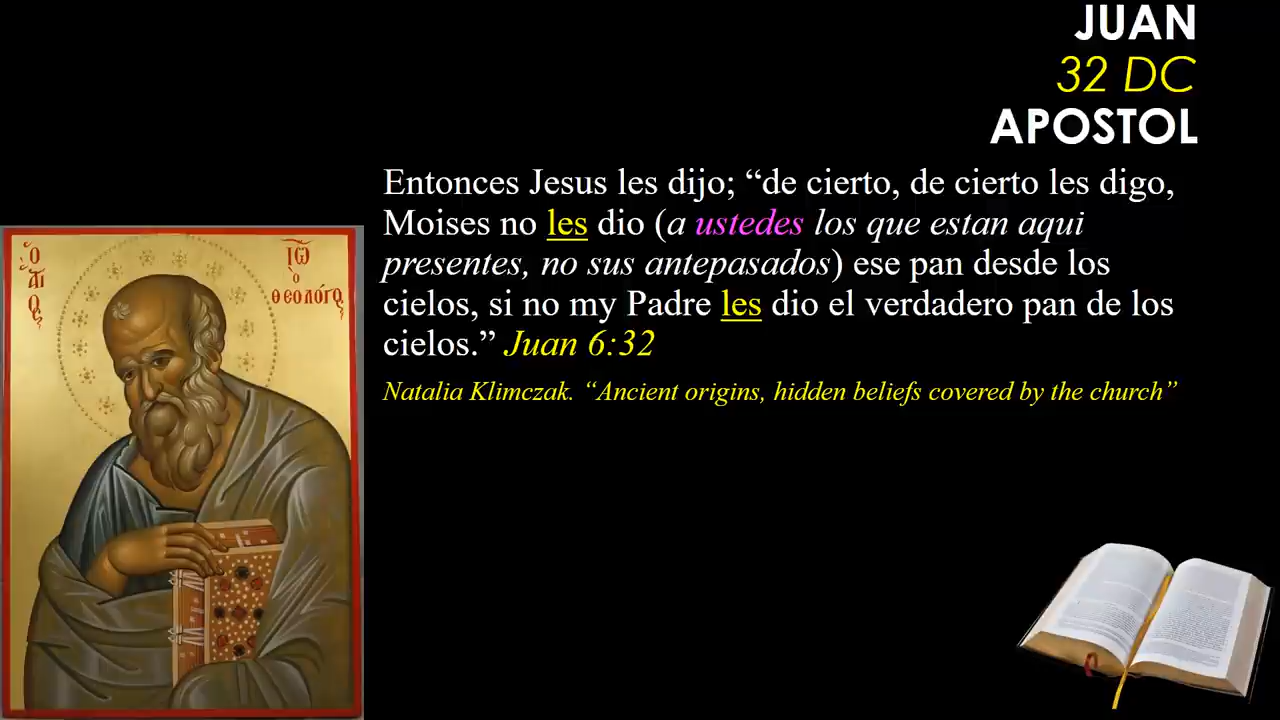 JUAN
32 DC
APOSTOL
Entonces Jesus les dijo; “de cierto, de cierto les digo,
Moises no les dio (a ustedes los que estan aqui
presentes, no sus antepasados) ese pan desde los
cielos, si no my Padre les dio el verdadero pan de los
cielos.” Juan 6:32
Natalia Klimczak. “Ancient origins, hidden beliefs covered by the church”
ὁ
ἅγιος
ἸΩ
ὁ
θεολόγος